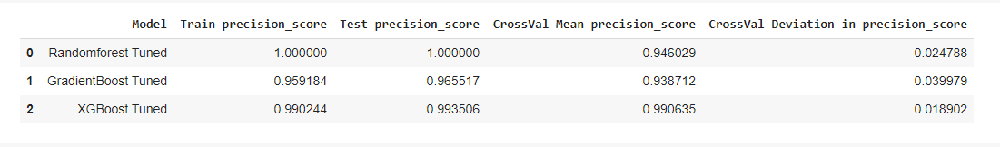 Model Train precision_score Test precision_score CrossVal Mean precision_score CrossVal Deviation in precision_score
0 Randomforest Tuned 1.000000 1.000000 0.946029 0.024788
1 GradientBoost Tuned 0.959184 0.965517 0.938712 0.039979
2 XGBoost Tuned 0.990244 0.993506 0.990635 0.018902